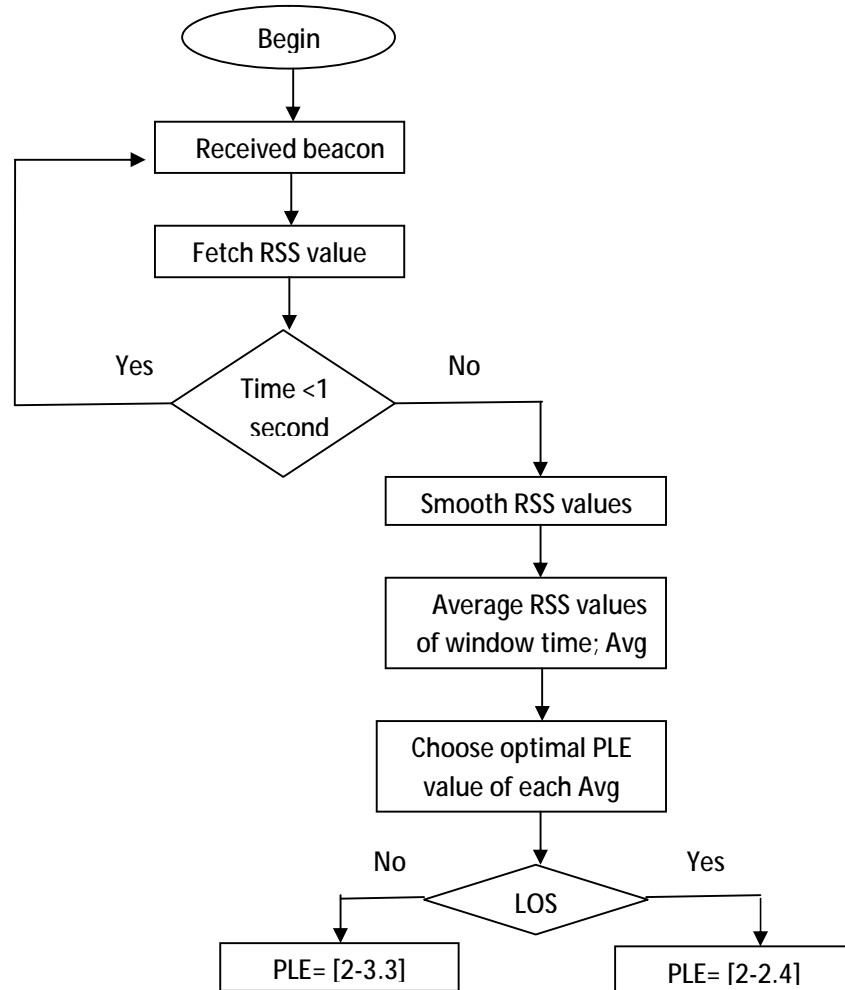 Begin
Received beacon
Fetch RSS value
Yes
No
Time <1
second
Smooth RSS values
Average RSS values
of window time; Avg
Choose optimal PLE
value of each Avg
No
Yes
LOS
PLE= [2-3.3]
PLE= [2-2.4]